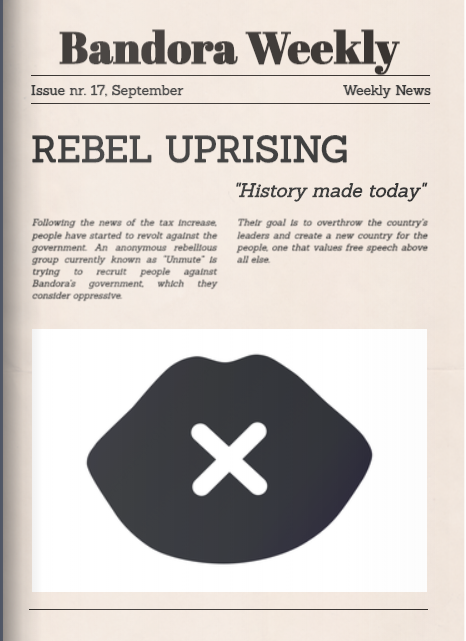 Bandora Weekly
Issue nr. 17, September
Weekly News
REBEL UPRISING
"History made today"
Following the news of the tax increase,
people have started to revolt against the
government. An anonymous rebellious
group currently known as "Unmute" is
trying to recruit people against
Bandora's government, which they
consider oppressive.
Their goal is to overthrow the country's
leaders and create a new country for the
people, one that values free speech above
all else.